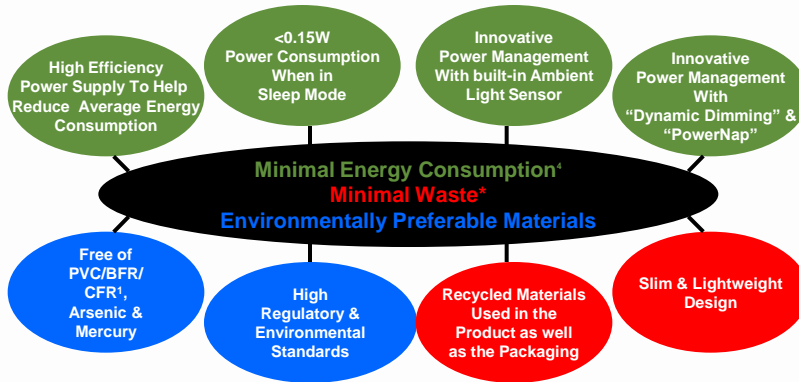 High Efficiency
Power Supply To Help
Reduce Average Energy
Consumption
<0.15W
Power Consumption
When in
Sleep Mode
Innovative
Power Management
With built-in Ambient
Light Sensor
Innovative
Power Management
With
“Dynamic Dimming” &
“PowerNap”
Minimal Energy Consumption⁴
Minimal Waste*
Environmentally Preferable Materials
Free of
PVC/BFR/
CFR¹,
Arsenic &
Mercury
High
Regulatory &
Environmental
Standards
Recycled Materials
Used in the
Product as well
as the Packaging
Slim & Lightweight
Design